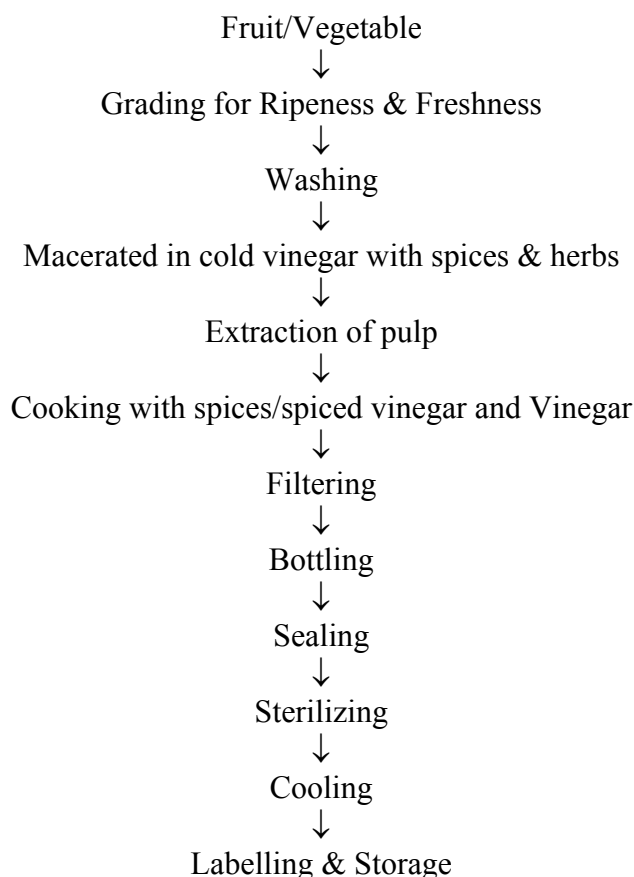 Fruit/Vegetable
↓
Grading for Ripeness & Freshness
↓
Washing
↓
Macerated in cold vinegar with spices & herbs
↓
Extraction of pulp
↓
Cooking with spices/spiced vinegar and Vinegar
↓
Filtering
↓
Bottling
↓
Sealing
↓
Sterilizing
↓
Cooling
↓
Labelling & Storage